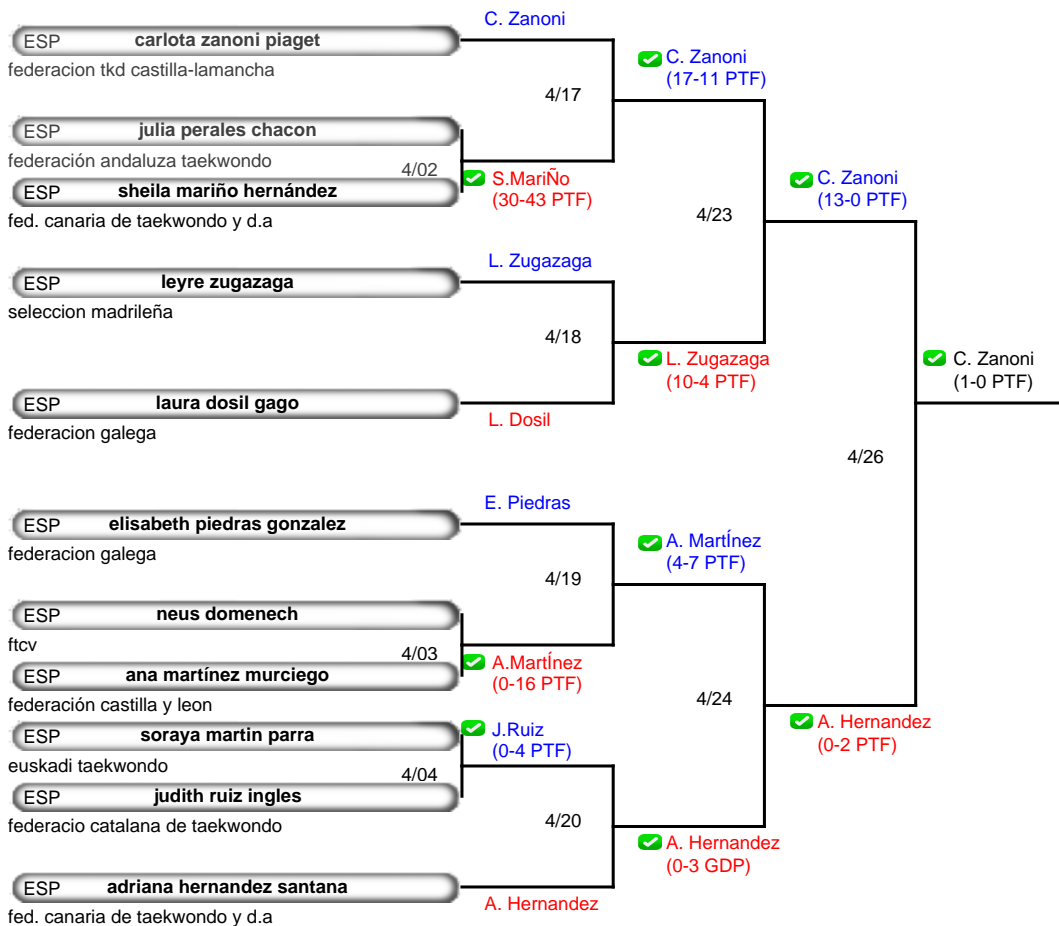 C. Zanoni
ESP carlota zanoni piaget
federacion tkd castilla-lamancha
C. Zanoni
(17-11 PTF)
4/17
ESP julia perales chacon
federación andaluza taekwondo
4/02
S.MariÑo
(30-43 PTF)
ESP sheila mariño hernández
fed. canaria de taekwondo y d.a
C. Zanoni
(13-0 PTF)
4/23
L. Zugazaga
ESP leyre zugazaga
seleccion madrileña
4/18
L. Zugazaga
(10-4 PTF)
C. Zanoni
(1-0 PTF)
ESP laura dosil gago
federacion galega
L. Dosil
4/26
E. Piedras
ESP elisabeth piedras gonzalez
federacion galega
A. MartÍnez
(4-7 PTF)
4/19
ESP neus domenech
ftcv
4/03
A.MartÍnez
(0-16 PTF)
ESP ana martínez murciego
federación castilla y leon
4/24
A. Hernandez
(0-2 PTF)
J.Ruiz
(0-4 PTF)
ESP soraya martin parra
euskadi taekwondo
4/04
ESP judith ruiz ingles
federacio catalana de taekwondo
4/20
A. Hernandez
(0-3 GDP)
ESP adriana hernandez santana
A. Hernandez
fed. canaria de taekwondo y d.a